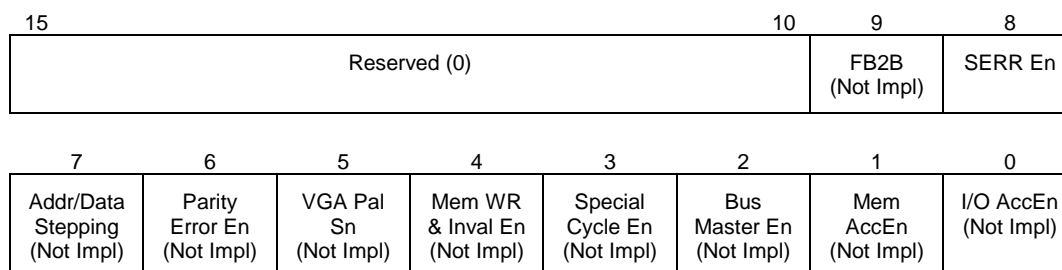 15 10 9 8
Reserved (0) FB2B SERR En
(Not Impl)
7 6 5 4 3 2 1 0
Addr/Data Parity VGA Pal Mem WR Special Bus Mem I/O AccEn
Stepping Error En Sn & Inval En Cycle En Master En AccEn (Not Impl)
(Not Impl) (Not Impl) (Not Impl) (Not Impl) (Not Impl) (Not Impl) (Not Impl)